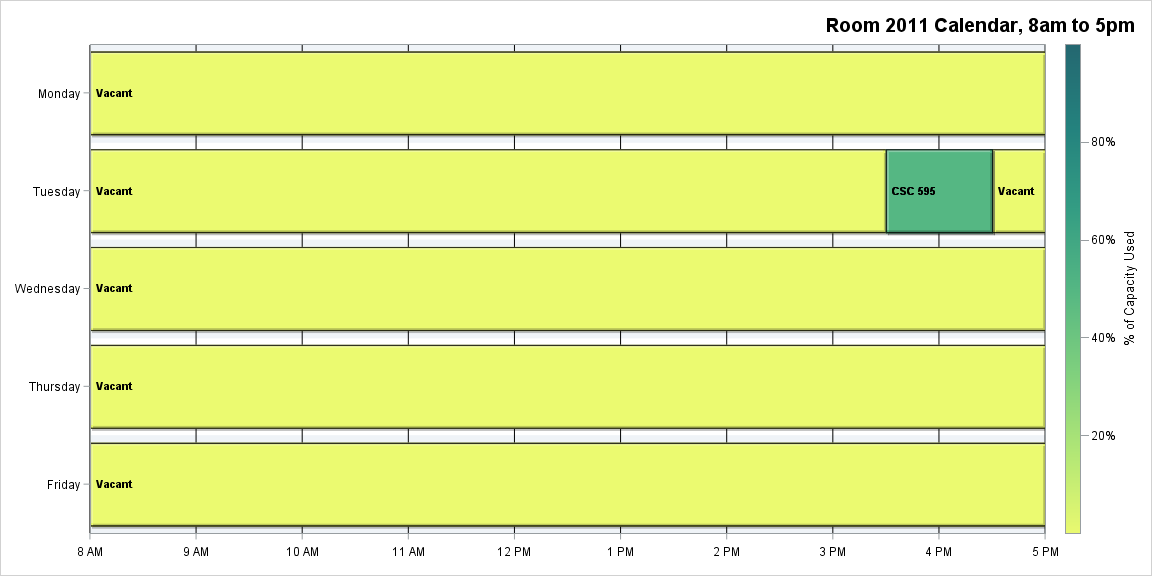 Room 2011 Calendar, 8am to 5pm
Monday
Vacant
Tuesday
Vacant
CSC 595
Vacant
Wednesday
Vacant
Thursday
Vacant
Friday
Vacant
8 AM
9 AM
10 AM
11 AM
12 PM
1 PM
2 PM
3 PM
4 PM
5 PM
80%
60%
40%
20%
% of Capacity Used